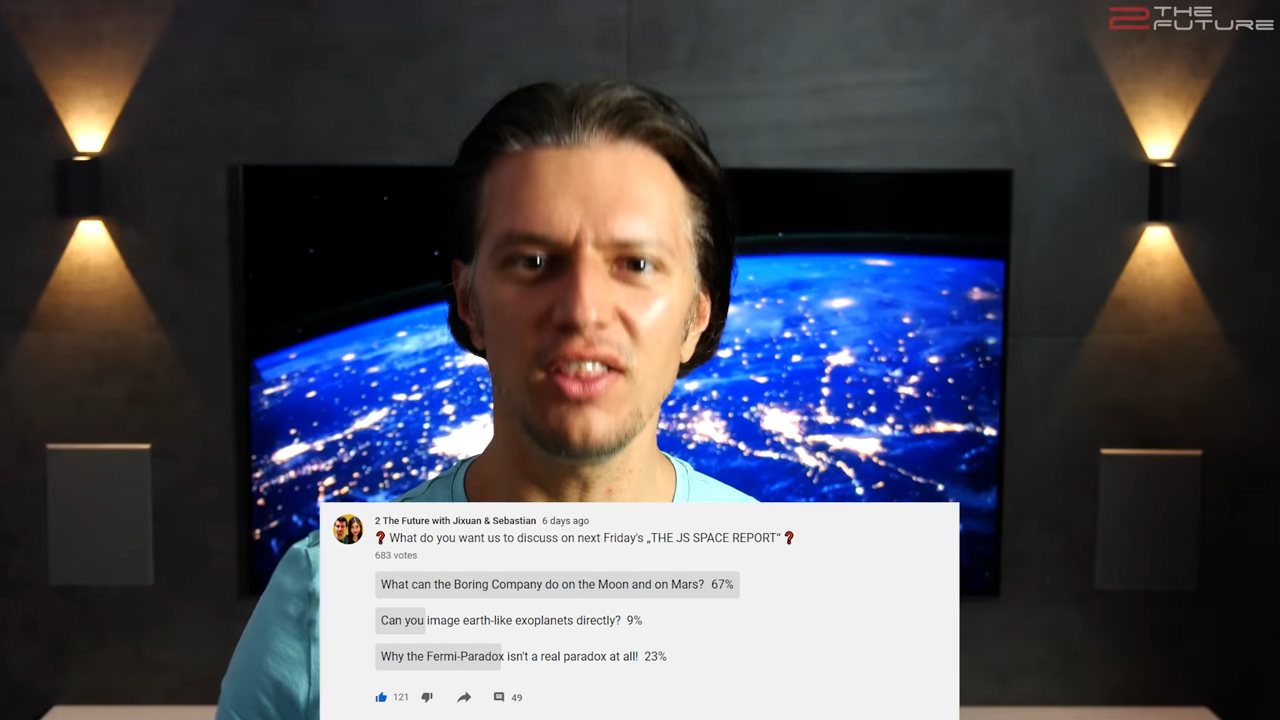 2 THE
FUTURE
2 The Future with Jixuan & Sebastian 6 days ago
❓ What do you want us to discuss on next Friday's „THE JS SPACE REPORT“ ❓
683 votes
What can the Boring Company do on the Moon and on Mars? 67%
Can you image earth-like exoplanets directly? 9%
Why the Fermi-Paradox isn't a real paradox at all! 23%
121 49